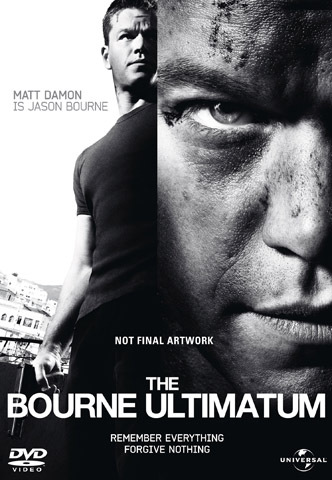 MATT DAMON
IS JASON BOURNE
NOT FINAL ARTWORK
THE
BOURNE ULTIMATUM
REMEMBER EVERYTHING
FORGIVE NOTHING
DVD
VIDEO
UNIVERSAL